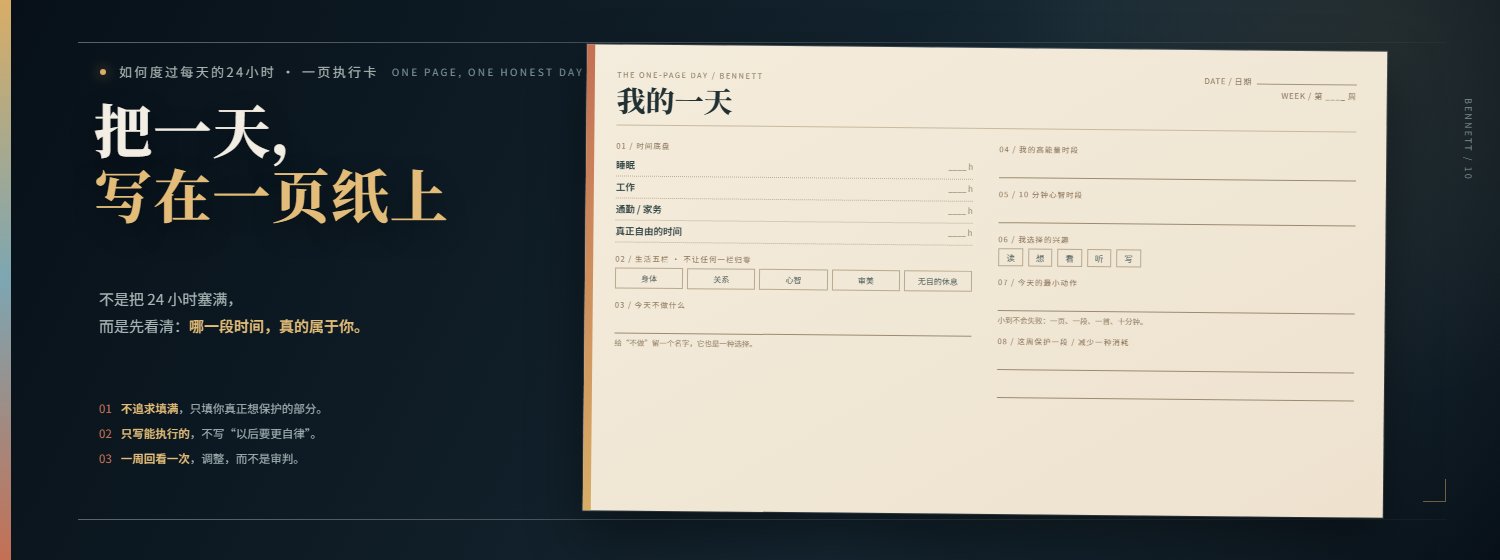 如何度过每天的24小时 · 一页执行卡 ONE PAGE, ONE HONEST DAY
把一天,
写在一页纸上
不是把 24 小时塞满，
而是先看清：哪一段时间，真的属于你。
01 不追求填满，只填你真正想保护的部分。
02 只写能执行的，不写“以后要更自律”。
03 一周回看一次，调整，而不是审判。
THE ONE-PAGE DAY / BENNETT
我的一天
DATE / 日期 ____
WEEK / 第 ____ 周
01 / 时间底盘
睡眠 ____ h
工作 ____ h
通勤 / 家务 ____ h
真正自由的时间 ____ h
02 / 生活五栏 · 不让任何一栏归零
身体 关系 心智 审美 无目的休息
03 / 今天不做什么
给“不做”留一个名字，它也是一种选择。
04 / 我的高能量时段
05 / 10 分钟心智时段
06 / 我选择的兴趣
读 想 看 听 写
07 / 今天的最小动作
小到不会失败：一页、一段、一首、十分钟。
08 / 这周保护一段 / 减少一种消耗
BENNETT / 10